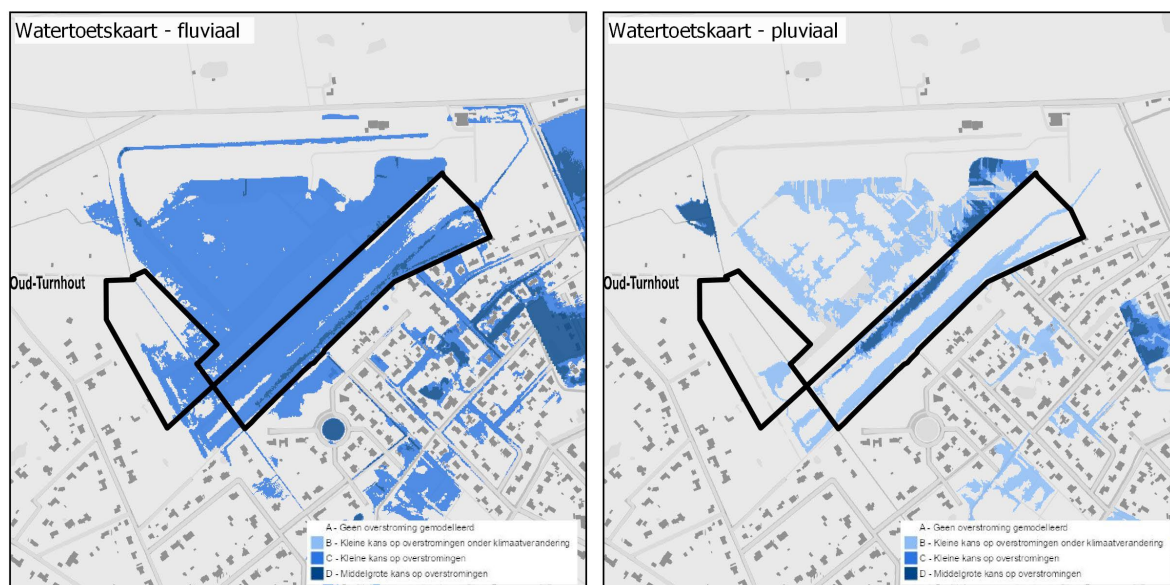 Watertoetskaart - fluviaal
Oud-Turnhout
A - Geen overstroming gemodelleerd
B - Kleine kans op overstromingen onder klimaatverandering
C - Kleine kans op overstromingen
D - Middelgrote kans op overstromingen
Watertoetskaart - pluviaal
Oud-Turnhout
A - Geen overstroming gemodelleerd
B - Kleine kans op overstromingen onder klimaatverandering
C - Kleine kans op overstromingen
D - Middelgrote kans op overstromingen